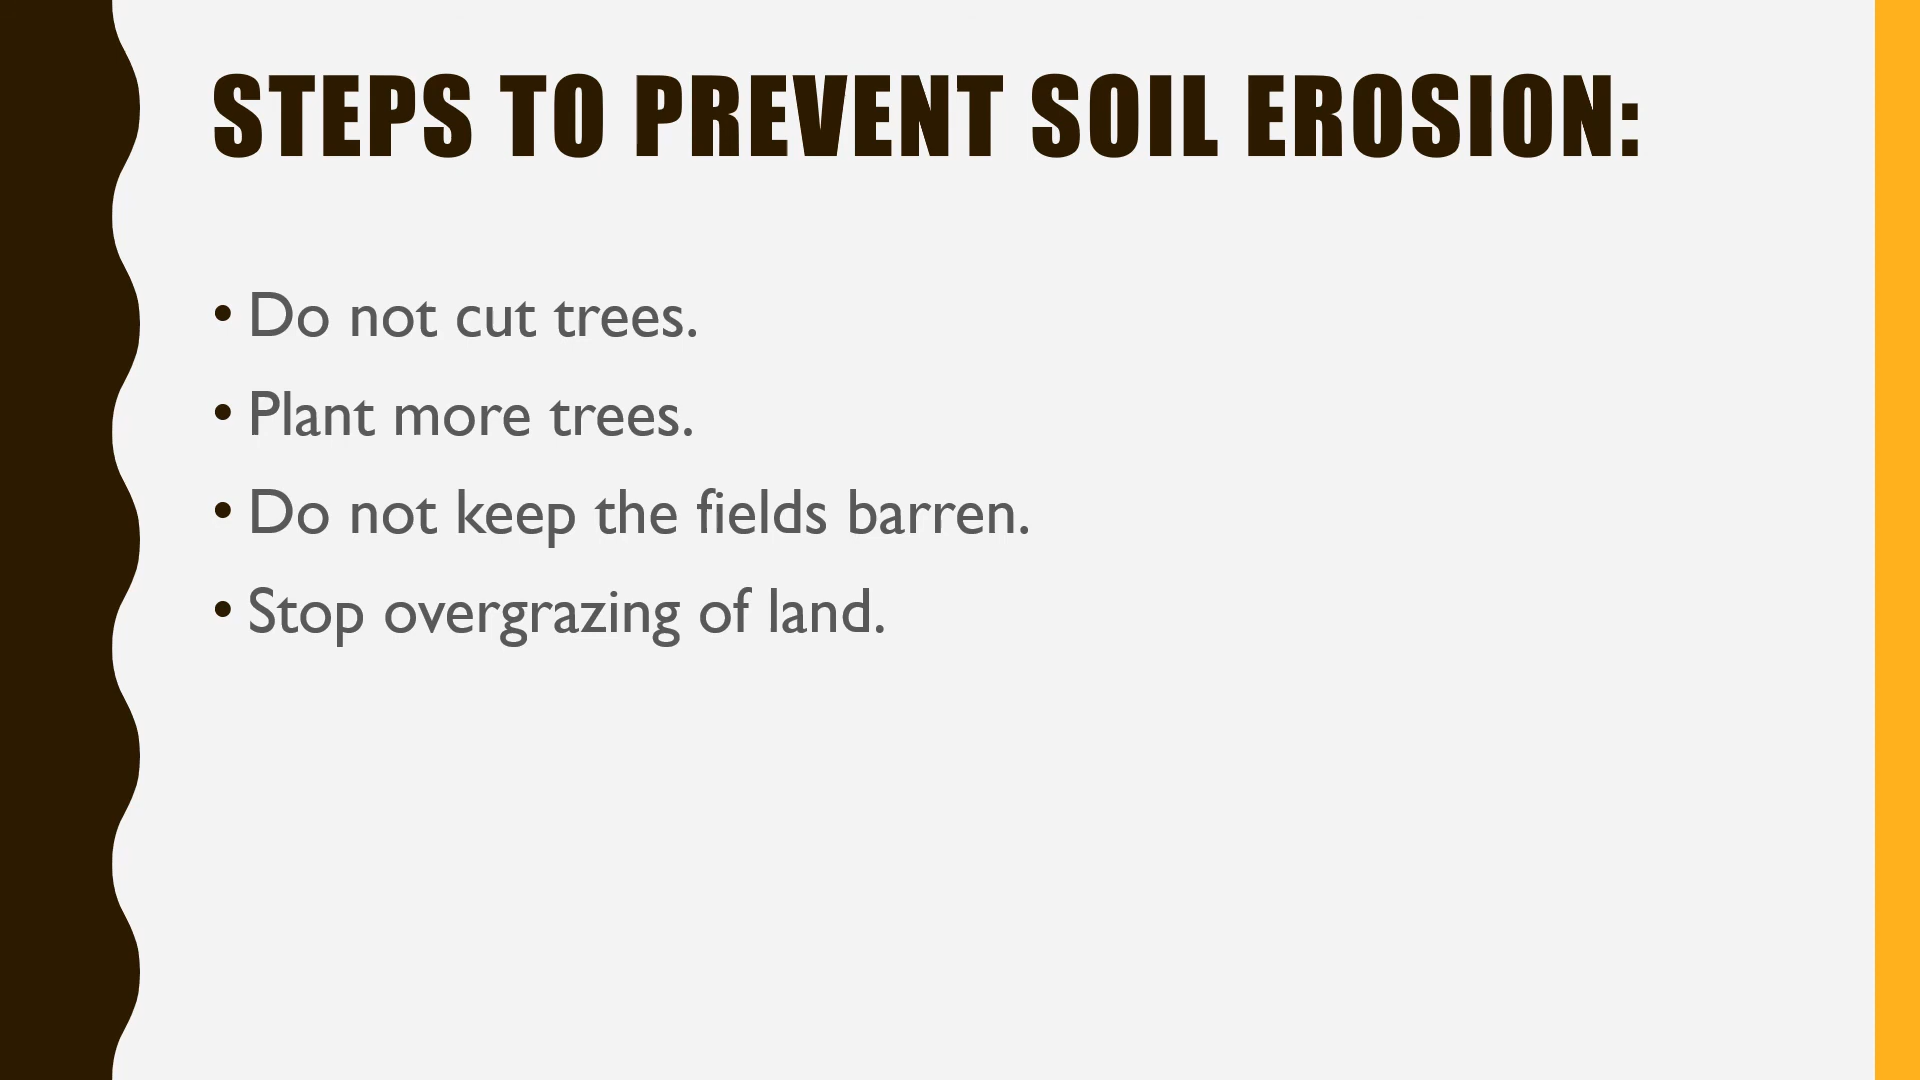 STEPS TO PREVENT SOIL EROSION:
• Do not cut trees.
• Plant more trees.
• Do not keep the fields barren.
• Stop overgrazing of land.